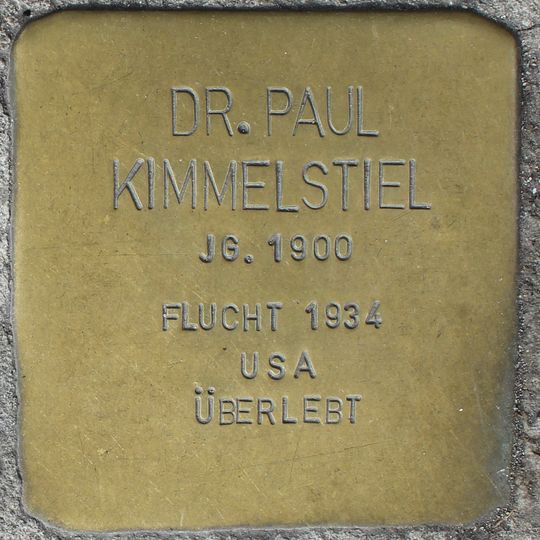 DR. PAUL
KIMMELSTIEL
JG. 1900
FLUCHT 1934
USA
ÜBERLEBT